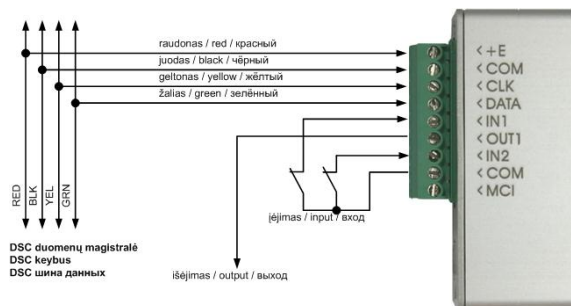 raudonas / red / красный
juodas / black / чёрный
geltonas / yellow / жёлтый
žalias / green / зелённый
<+E
<COM
<CLK
<DATA
<IN1
<OUT1
<IN2
<COM
<MCI
RED
BLK
YEL
GRN
įėjimas / input / вход
DSC duomenų magistralė
DSC keybus
DSC шина данных
išėjimas / output / выход